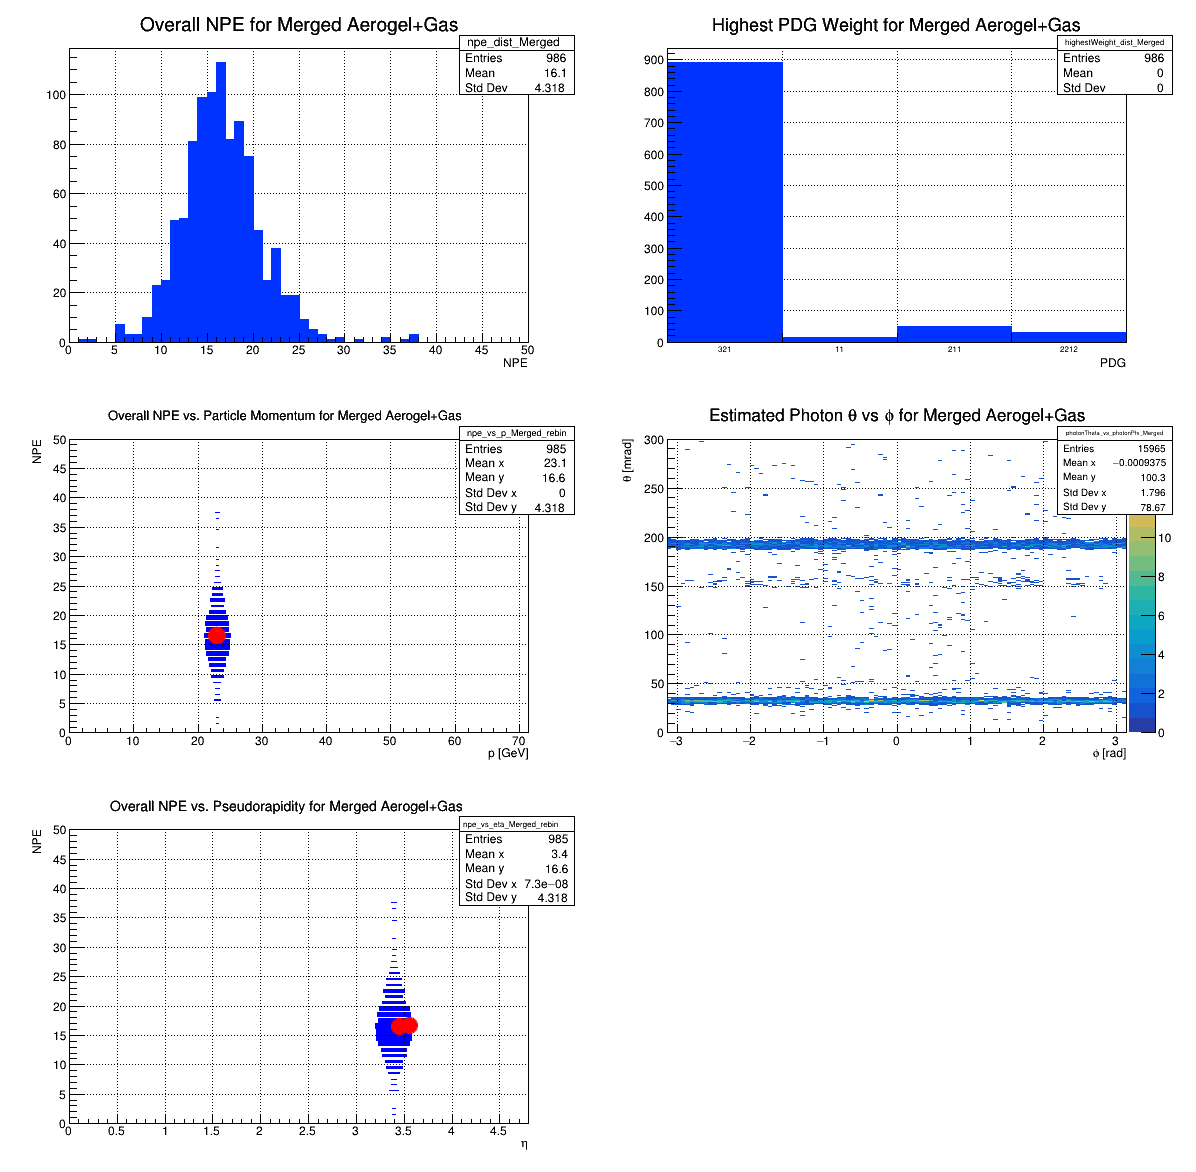 Overall NPE for Merged Aerogel+Gas
npe_dist_Merged
Entries 986
Mean 16.1
Std Dev 4.318
100
80
60
40
20
0
0 5 10 15 20 25 30 35 40 45 50
NPE
Highest PDG Weight for Merged Aerogel+Gas
highestWeight_dist_Merged
Entries 986
Mean 0
Std Dev 0
900
800
700
600
500
400
300
200
100
0
321 11 211 2212
PDG
Overall NPE vs. Particle Momentum for Merged Aerogel+Gas
npe_vs_p_Merged_rebin
Entries 985
Mean x 23.1
Mean y 16.6
Std Dev x 0
Std Dev y 4.318
NPE
50
45
40
35
30
25
20
15
10
5
0
0 10 20 30 40 50 60 70
p [GeV]
Estimated Photon θ vs ϕ for Merged Aerogel+Gas
photonTheta_vs_photonPhi_Merged
Entries 15965
Mean x −0.0009375
Mean y 100.3
Std Dev x 1.796
Std Dev y 78.67
θ [mrad]
300
250
200
150
100
50
0
−3 −2 −1 0 1 2 3
ϕ [rad]
10
8
6
4
2
0
Overall NPE vs. Pseudorapidity for Merged Aerogel+Gas
npe_vs_eta_Merged_rebin
Entries 985
Mean x 3.4
Mean y 16.6
Std Dev x 7.3e−08
Std Dev y 4.318
NPE
50
45
40
35
30
25
20
15
10
5
0
0 0.5 1 1.5 2 2.5 3 3.5 4 4.5
η